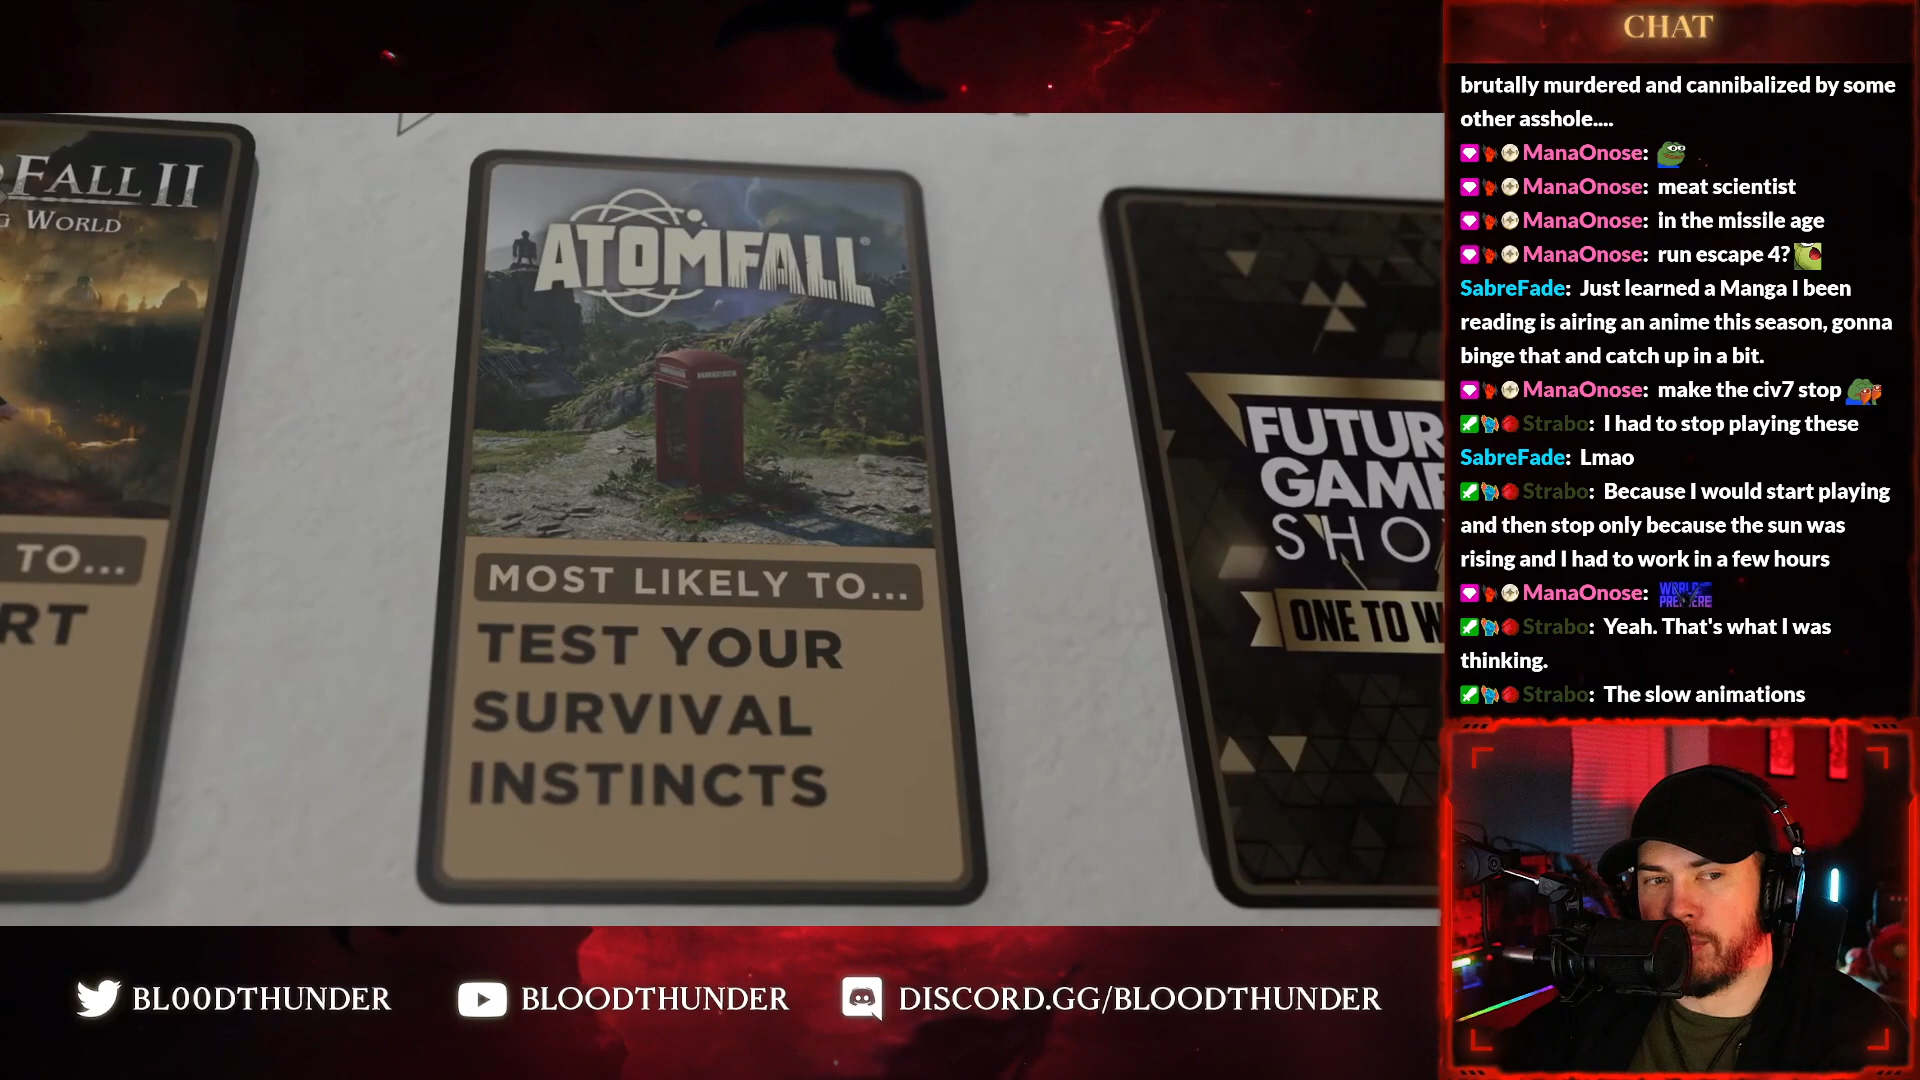 FALL II
G WORLD
TO...
RT
ATOMFALL
MOST LIKELY TO...
TEST YOUR
SURVIVAL
INSTINCTS
FUTUR
GAME
SHO
ONE TO W
CHAT
brutally murdered and cannibalized by some
other asshole....
ManaOnose:
ManaOnose: meat scientist
ManaOnose: in the missile age
ManaOnose: run escape 4?
SabreFade: Just learned a Manga I been
reading is airing an anime this season, gonna
binge that and catch up in a bit.
ManaOnose: make the civ7 stop
Strabo: I had to stop playing these
SabreFade: Lmao
Strabo: Because I would start playing
and then stop only because the sun was
rising and I had to work in a few hours
ManaOnose: WORLD
PREMIERE
Strabo: Yeah. That's what I was
thinking.
Strabo: The slow animations
BL00DTHUNDER
BLOODTHUNDER
DISCORD.GG/BLOODTHUNDER